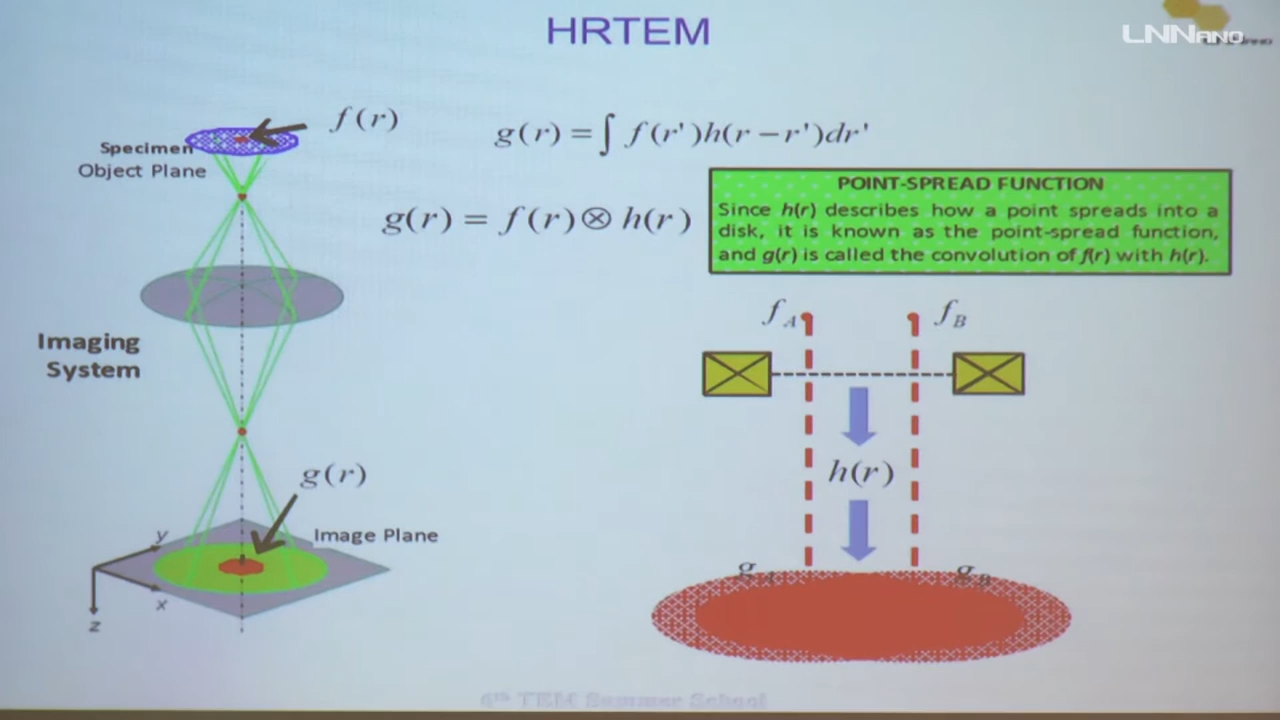 HRTEM
LNNANO
f(r)
g(r) = ∫ f(r')h(r − r')dr'
Specimen
Object Plane
g(r) = f(r)⊗ h(r)
POINT-SPREAD FUNCTION
Since h(r) describes how a point spreads into a
disk, it is known as the point-spread function,
and g(r) is called the convolution of f(r) with h(r).
f_A
f_B
Imaging
System
h(r)
g(r)
Image Plane
y
x
z
g_A
g_B
6th TEM Summer School